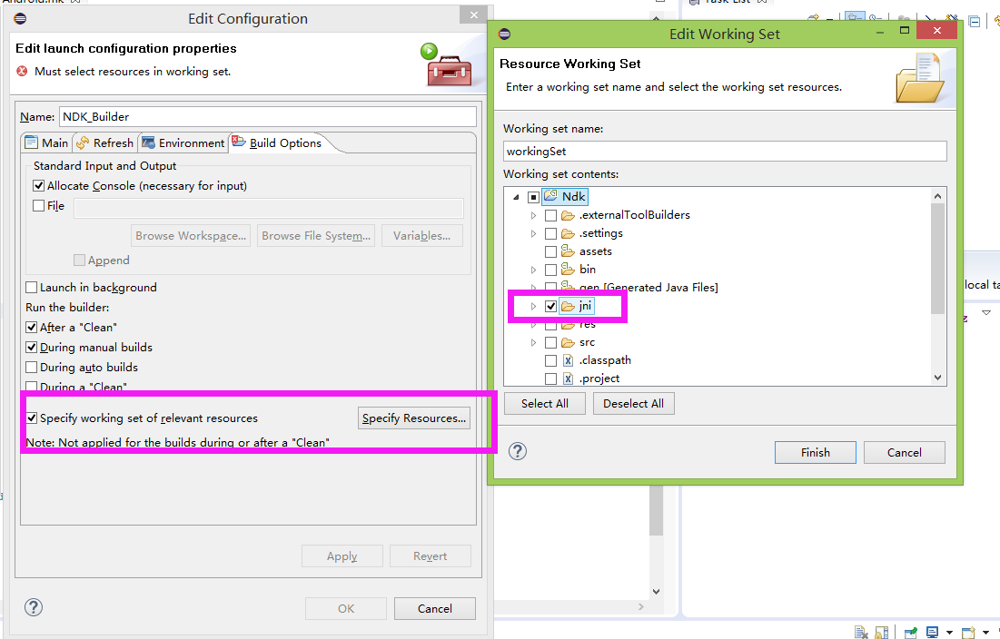 Android.mk
Task List
Edit Configuration
Edit launch configuration properties
Must select resources in working set.
Name: NDK_Builder
Main Refresh Environment Build Options
Standard Input and Output
Allocate Console (necessary for input)
File
Browse Workspace... Browse File System... Variables...
Append
Launch in background
Run the builder:
After a "Clean"
During manual builds
During auto builds
During a "Clean"
Specify working set of relevant resources Specify Resources...
Note: Not applied for the builds during or after a "Clean"
Apply Revert
OK Cancel
Edit Working Set
Resource Working Set
Enter a working set name and select the working set resources.
Working set name:
workingSet
Working set contents:
Ndk
.externalToolBuilders
.settings
assets
bin
gen [Generated Java Files]
jni
res
src
.classpath
.project
Select All Deselect All
Finish Cancel
local ta